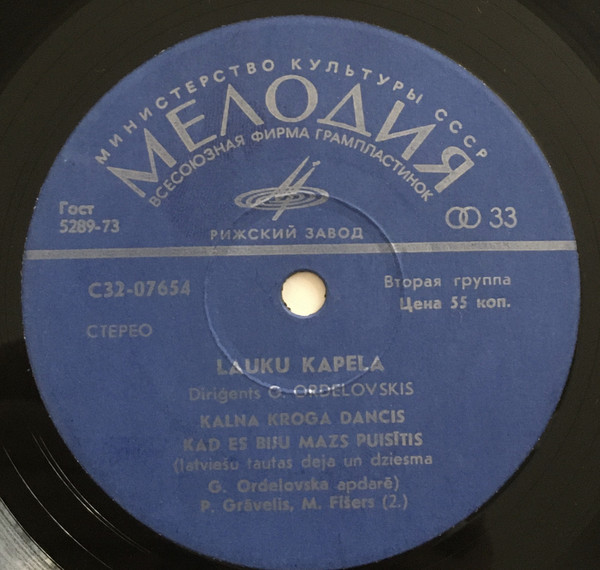 МИНИСТЕРСТВО КУЛЬТУРЫ СССР
МЕЛОДИЯ
ВСЕСОЮЗНАЯ ФИРМА ГРАМПЛАСТИНОК
Гост
5289-73
33
РИЖСКИЙ ЗАВОД
С32-07654
Вторая группа
Цена 55 коп.
СТЕРЕО
LAUKU KAPELA
Diriģents G. ORDELOVSKIS
KALNA KROGA DANCIS
KAD ES BIJU MAZS PUISĪTIS
(latviešu tautas deja un dziesma
G. Ordelovska apdarē)
P. Grāvelis, M. Fišers (2.)